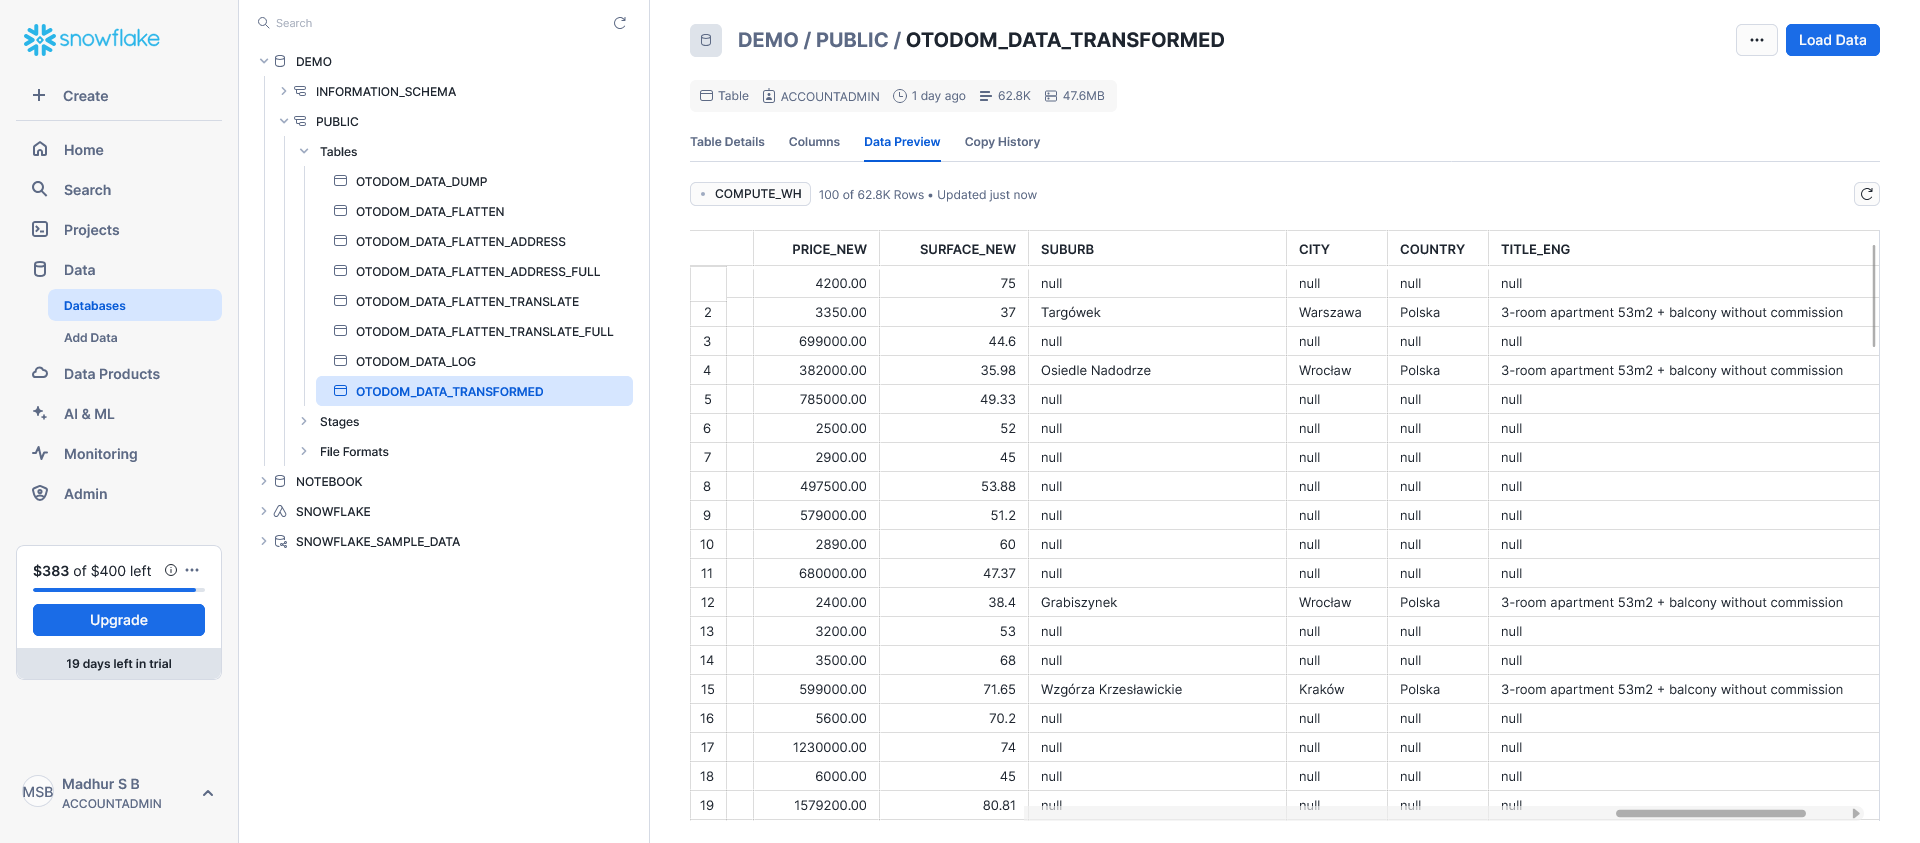 snowflake
Create
Home
Search
Projects
Data
Databases
Add Data
Data Products
AI & ML
Monitoring
Admin
$383 of $400 left
Upgrade
19 days left in trial
MSB
Madhur S B
ACCOUNTADMIN
Search
DEMO
INFORMATION_SCHEMA
PUBLIC
Tables
OTODOM_DATA_DUMP
OTODOM_DATA_FLATTEN
OTODOM_DATA_FLATTEN_ADDRESS
OTODOM_DATA_FLATTEN_ADDRESS_FULL
OTODOM_DATA_FLATTEN_TRANSLATE
OTODOM_DATA_FLATTEN_TRANSLATE_FULL
OTODOM_DATA_LOG
OTODOM_DATA_TRANSFORMED
Stages
File Formats
NOTEBOOK
SNOWFLAKE
SNOWFLAKE_SAMPLE_DATA
DEMO / PUBLIC / OTODOM_DATA_TRANSFORMED
Load Data
Table ACCOUNTADMIN 1 day ago 62.8K 47.6MB
Table Details Columns Data Preview Copy History
COMPUTE_WH 100 of 62.8K Rows • Updated just now
PRICE_NEW SURFACE_NEW SUBURB CITY COUNTRY TITLE_ENG
4200.00 75 null null null null
2 3350.00 37 Targówek Warszawa Polska 3-room apartment 53m2 + balcony without commission
3 699000.00 44.6 null null null null
4 382000.00 35.98 Osiedle Nadodrze Wrocław Polska 3-room apartment 53m2 + balcony without commission
5 785000.00 49.33 null null null null
6 2500.00 52 null null null null
7 2900.00 45 null null null null
8 497500.00 53.88 null null null null
9 579000.00 51.2 null null null null
10 2890.00 60 null null null null
11 680000.00 47.37 null null null null
12 2400.00 38.4 Grabiszynek Wrocław Polska 3-room apartment 53m2 + balcony without commission
13 3200.00 53 null null null null
14 3500.00 68 null null null null
15 599000.00 71.65 Wzgórza Krzesławickie Kraków Polska 3-room apartment 53m2 + balcony without commission
16 5600.00 70.2 null null null null
17 1230000.00 74 null null null null
18 6000.00 45 null null null null
19 1579200.00 80.81 null null null null